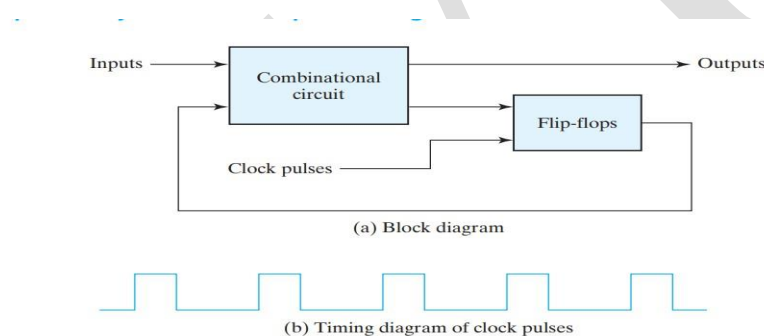 Inputs
Combinational
circuit
Outputs
Flip-flops
Clock pulses
(a) Block diagram
(b) Timing diagram of clock pulses